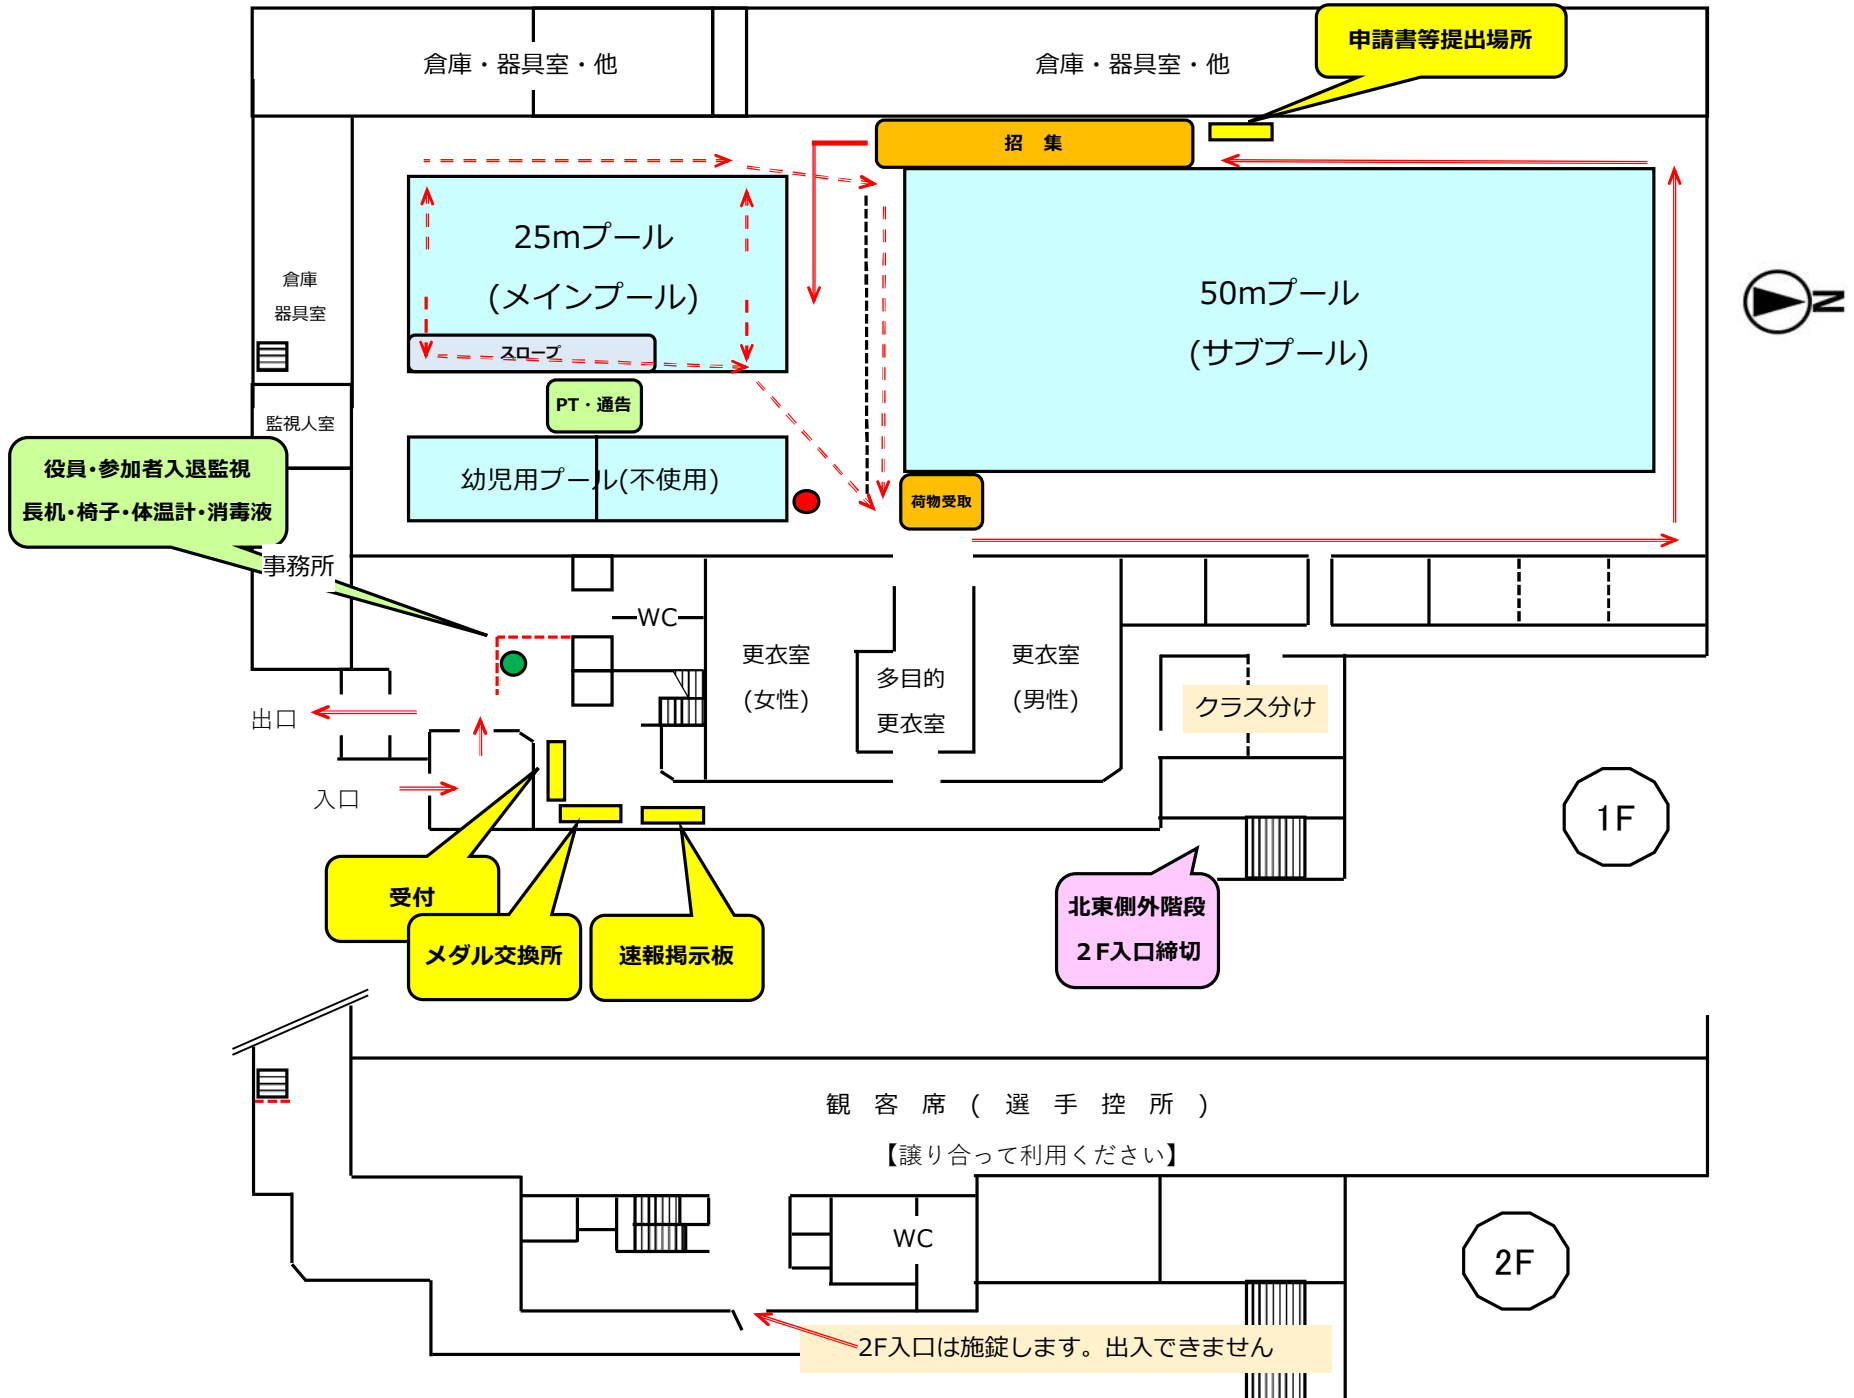 倉庫・器具室・他
倉庫・器具室・他
申請書等提出場所
招　集
25mプール
(メインプール)
50mプール
(サブプール)
倉庫
器具室
スロープ
N
PT・通告
監視人室
役員・参加者入退監視
長机・椅子・体温計・消毒液
幼児用プール(不使用)
荷物受取
事務所
WC
更衣室
(女性)
多目的
更衣室
更衣室
(男性)
クラス分け
出口
入口
1F
受付
メダル交換所
速報掲示板
北東側外階段
２F入口締切
観　客　席　(　選　手　控　所　)
【譲り合って利用ください】
WC
2F
2F入口は施錠します。出入できません